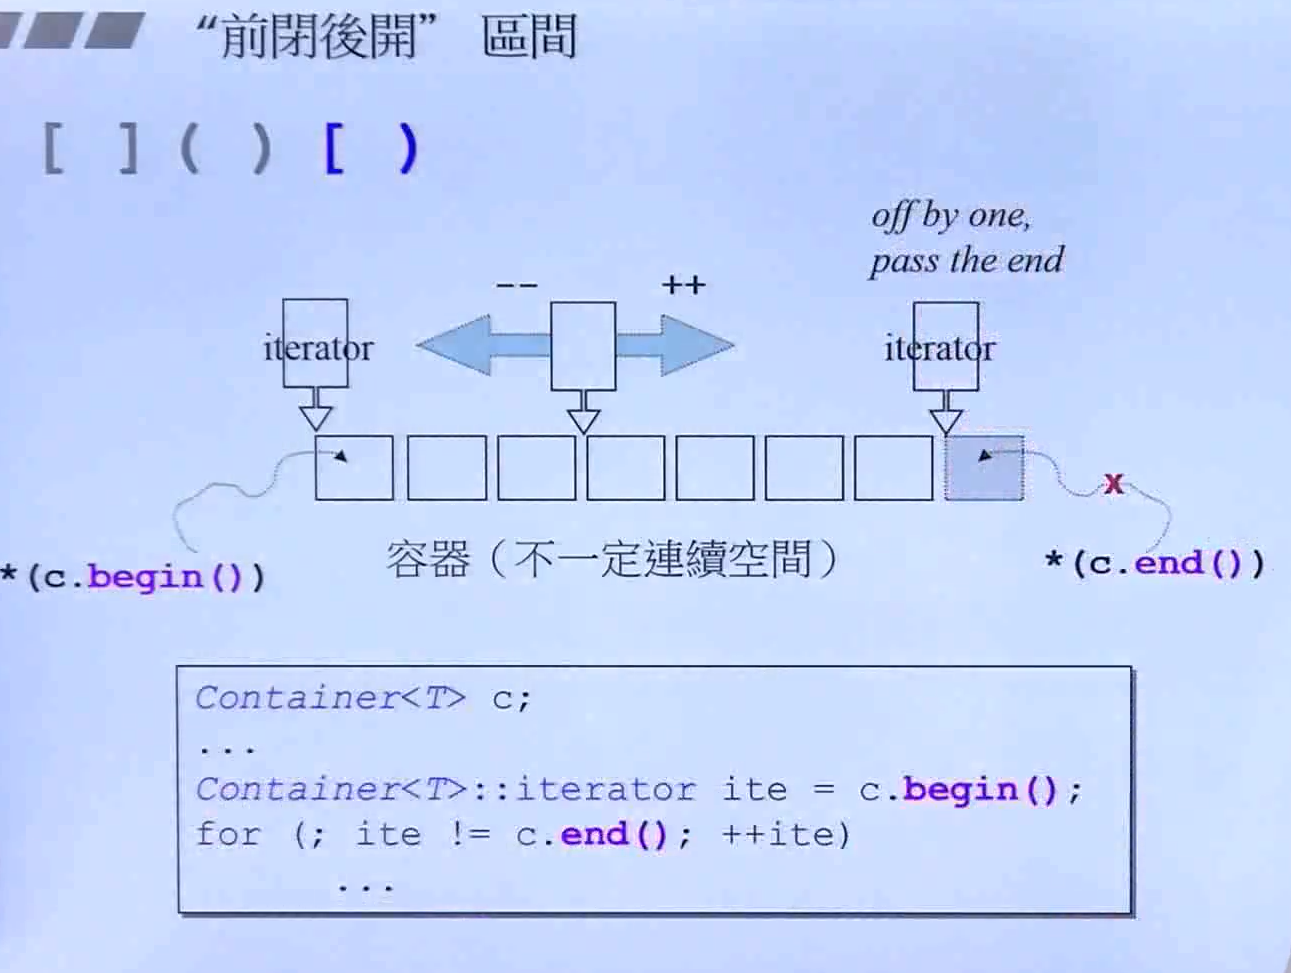 “前閉後開” 區間
[ ] ( ) [ )
off by one,
pass the end
-- ++
iterator iterator
x
*(c.begin()) 容器（不一定連續空間） *(c.end())
Container<T> c;
...
Container<T>::iterator ite = c.begin();
for (; ite != c.end(); ++ite)
...